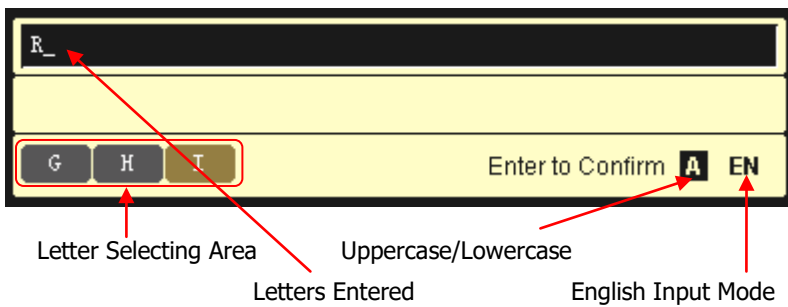 R_
G H I Enter to Confirm A EN
Letter Selecting Area Uppercase/Lowercase
Letters Entered English Input Mode